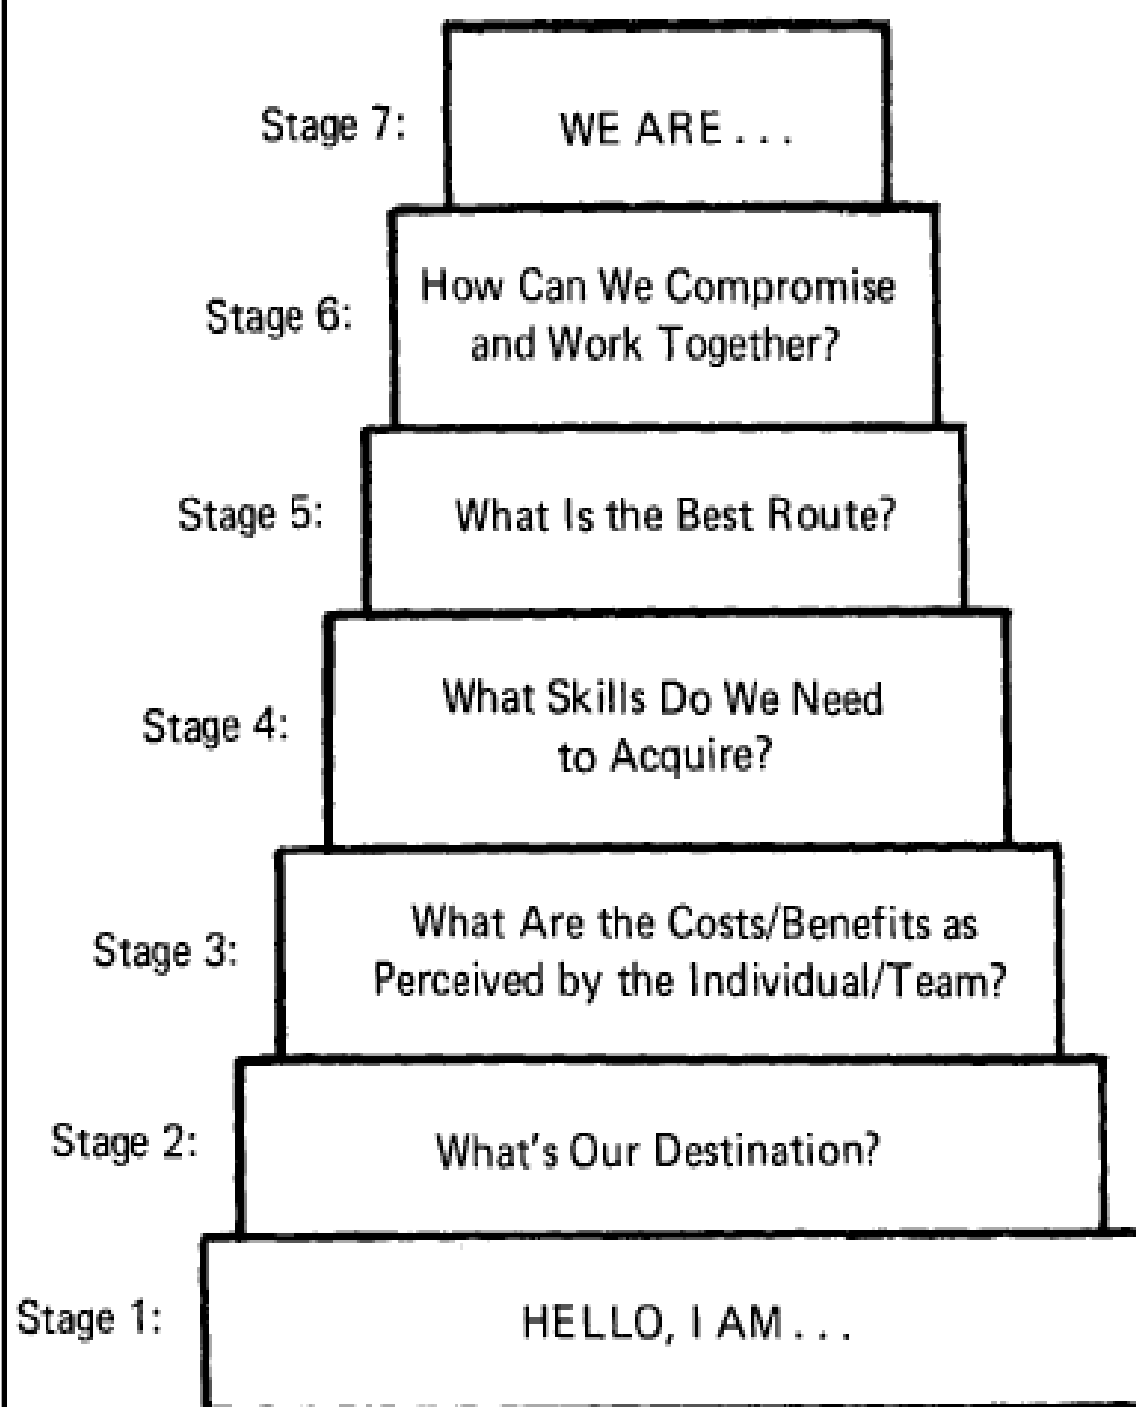 Stage 7:
WE ARE . . .
Stage 6:
How Can We Compromise
and Work Together?
Stage 5:
What Is the Best Route?
Stage 4:
What Skills Do We Need
to Acquire?
Stage 3:
What Are the Costs/Benefits as
Perceived by the Individual/Team?
Stage 2:
What's Our Destination?
Stage 1:
HELLO, I AM . . .